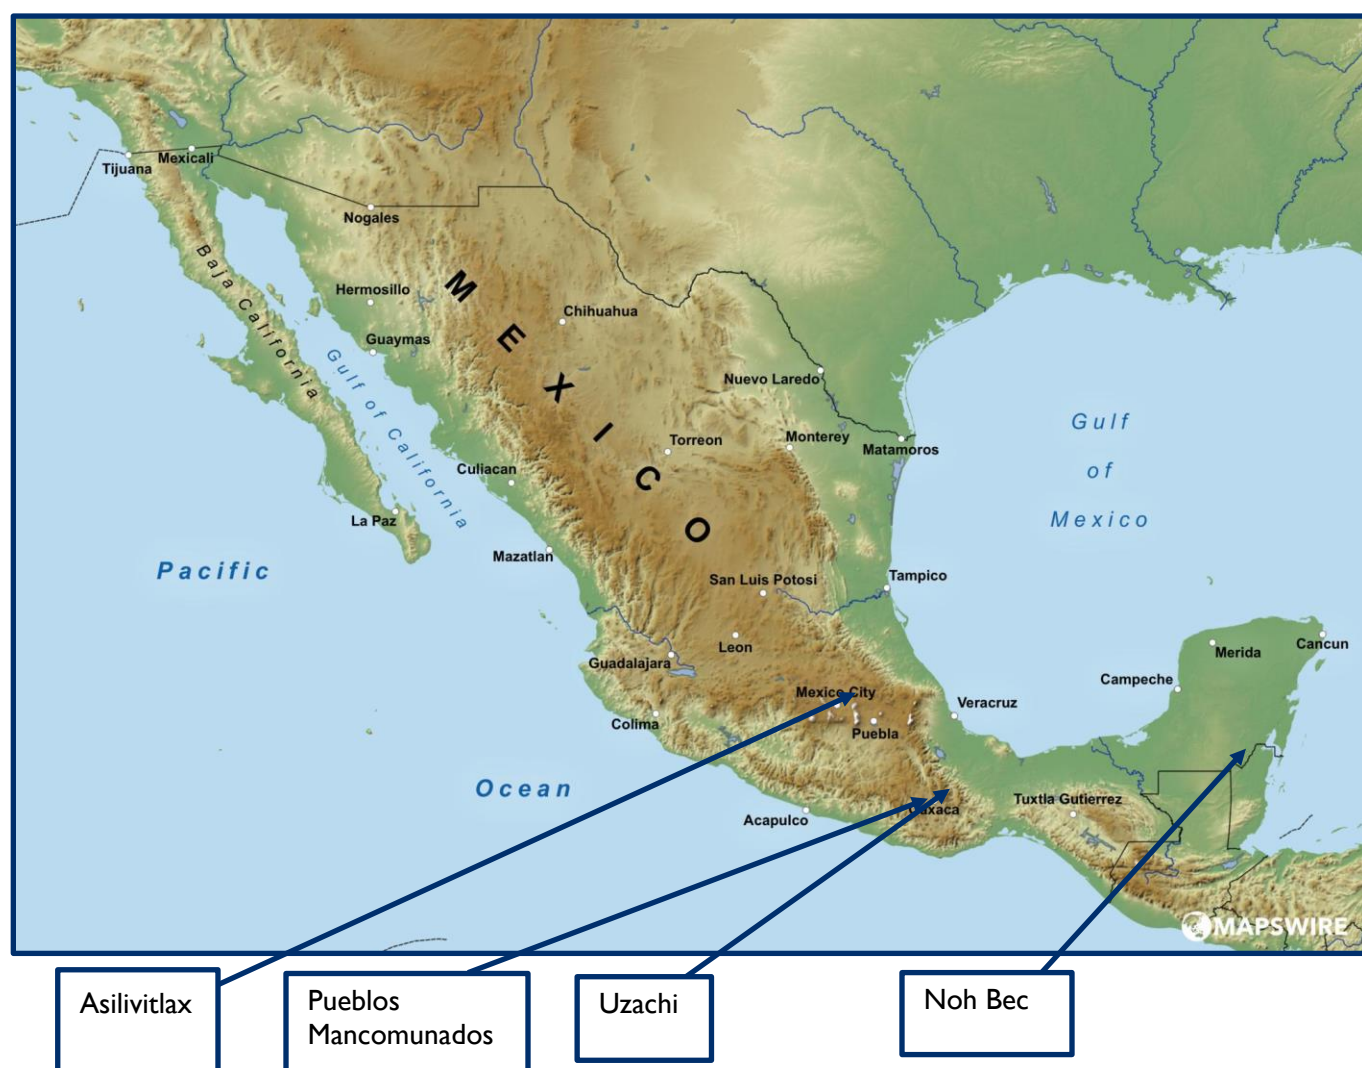 Tijuana
Mexicali
Nogales
Baja California
Hermosillo
MEXICO
Chihuahua
Guaymas
Gulf of California
Nuevo Laredo
Gulf
of
Mexico
Culiacan
Torreon
Monterey
Matamoros
La Paz
Mazatlan
Pacific
San Luis Potosi
Tampico
Leon
Guadalajara
Merida
Cancun
Campeche
Mexico City
Veracruz
Colima
Puebla
Ocean
Acapulco
Oaxaca
Tuxtla Gutierrez
MAPSWIRE
Asilivitlax
Pueblos
Mancomunados
Uzachi
Noh Bec